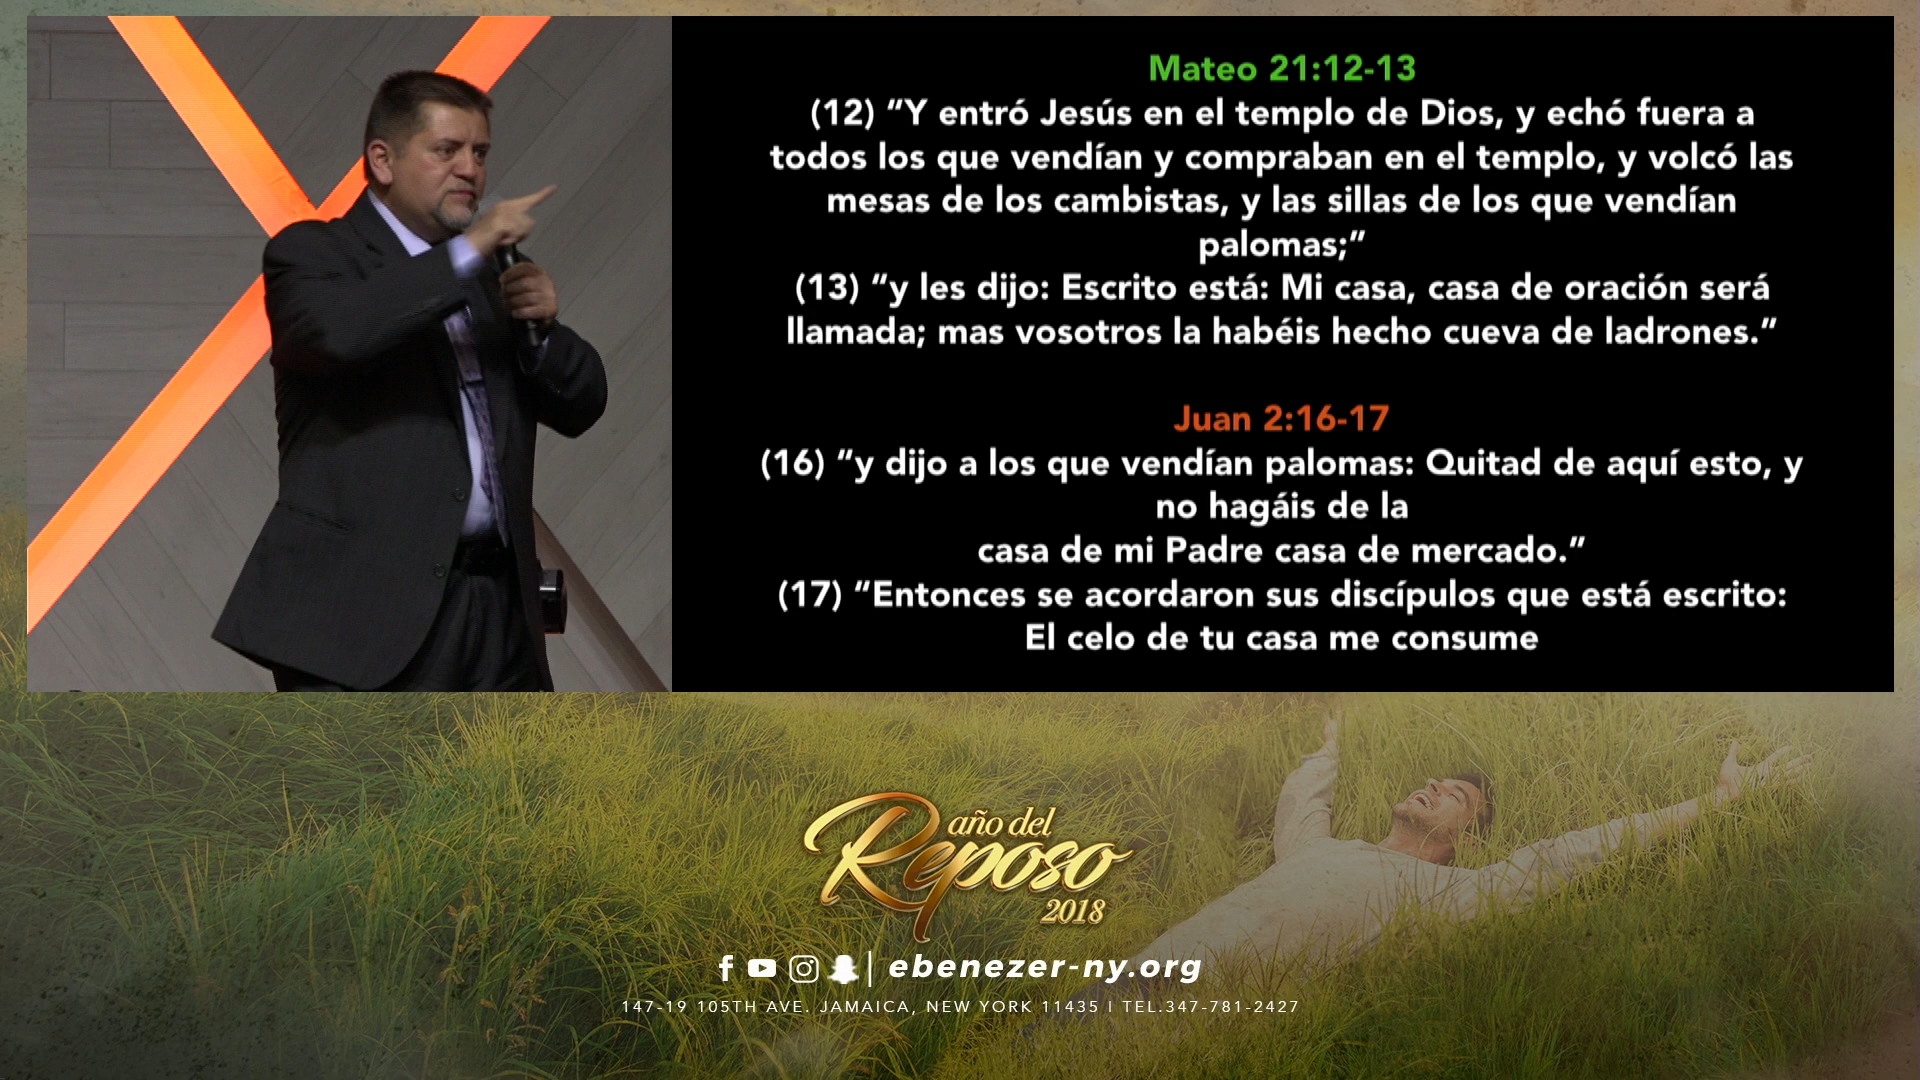 Mateo 21:12-13
(12) “Y entró Jesús en el templo de Dios, y echó fuera a
todos los que vendían y compraban en el templo, y volcó las
mesas de los cambistas, y las sillas de los que vendían
palomas;”
(13) “y les dijo: Escrito está: Mi casa, casa de oración será
llamada; mas vosotros la habéis hecho cueva de ladrones.”
Juan 2:16-17
(16) “y dijo a los que vendían palomas: Quitad de aquí esto, y
no hagáis de la
casa de mi Padre casa de mercado.”
(17) “Entonces se acordaron sus discípulos que está escrito:
El celo de tu casa me consume
año del
Reposo
2018
ebenezer-ny.org
147-19 105TH AVE. JAMAICA, NEW YORK 11435 | TEL.347-781-2427